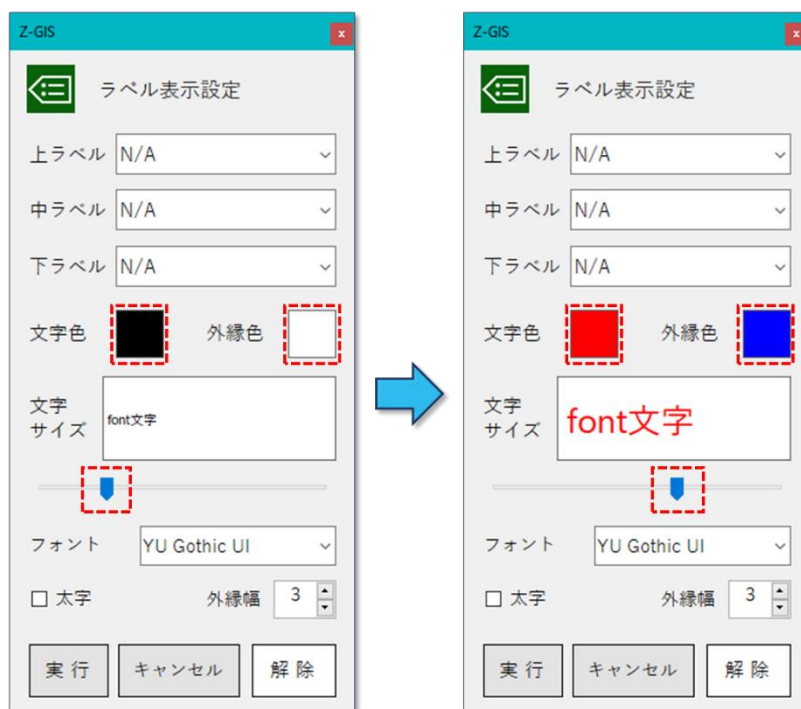 Z-GIS
x
ラベル表示設定
上ラベル N/A
中ラベル N/A
下ラベル N/A
文字色 外縁色
文字
サイズ
font文字
フォント YU Gothic UI
太字 外縁幅 3
実行 キャンセル 解除
Z-GIS
x
ラベル表示設定
上ラベル N/A
中ラベル N/A
下ラベル N/A
文字色 外縁色
文字
サイズ
font文字
フォント YU Gothic UI
太字 外縁幅 3
実行 キャンセル 解除